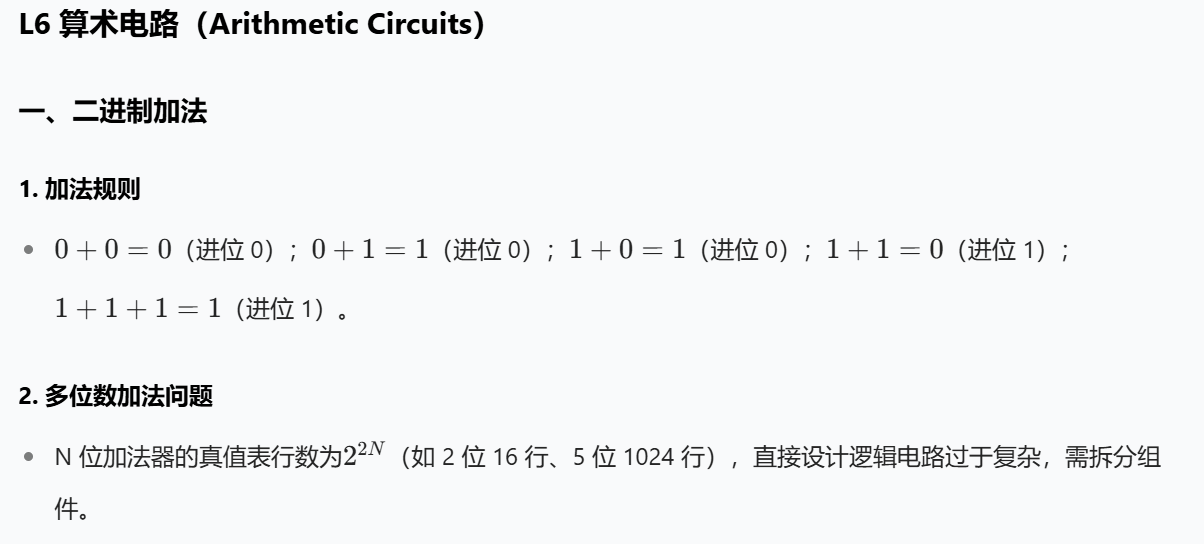 L6 算术电路（Arithmetic Circuits）
一、二进制加法
1. 加法规则
• 0 + 0 = 0（进位 0）；0 + 1 = 1（进位 0）；1 + 0 = 1（进位 0）；1 + 1 = 0（进位 1）；
1 + 1 + 1 = 1（进位 1）。
2. 多位数加法问题
• N 位加法器的真值表行数为2^{2N}（如 2 位 16 行、5 位 1024 行），直接设计逻辑电路过于复杂，需拆分组
件。